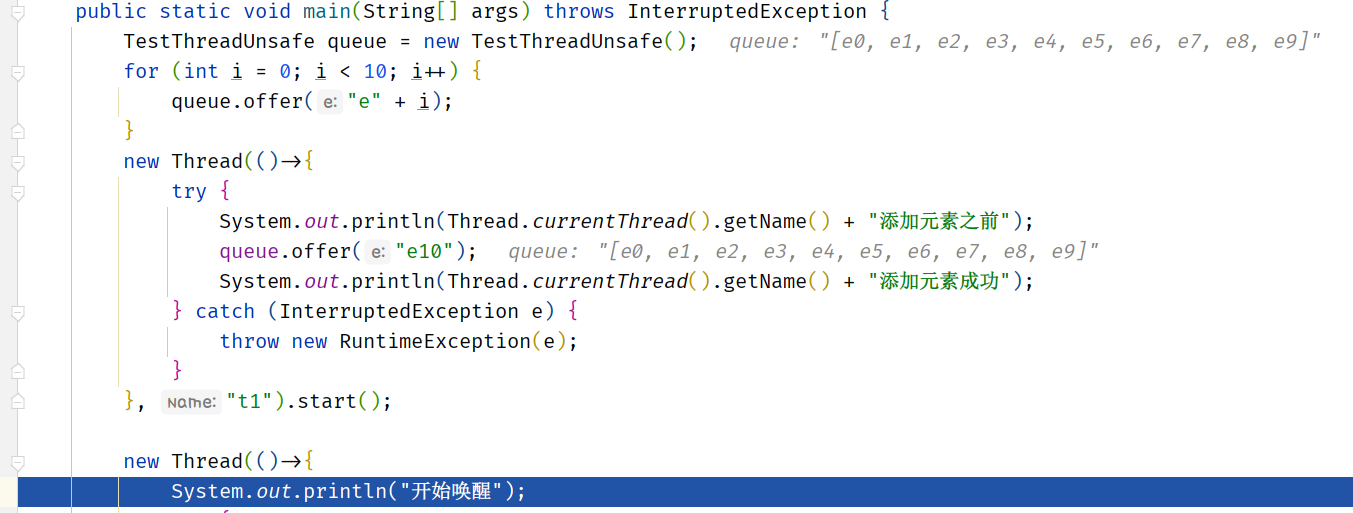 public static void main(String[] args) throws InterruptedException {
TestThreadUnsafe queue = new TestThreadUnsafe();   queue: "[e0, e1, e2, e3, e4, e5, e6, e7, e8, e9]"
for (int i = 0; i < 10; i++) {
queue.offer( e: "e" + i);
}
new Thread(()->{
try {
System.out.println(Thread.currentThread().getName() + "添加元素之前");
queue.offer( e: "e10");   queue: "[e0, e1, e2, e3, e4, e5, e6, e7, e8, e9]"
System.out.println(Thread.currentThread().getName() + "添加元素成功");
} catch (InterruptedException e) {
throw new RuntimeException(e);
}
}, name: "t1").start();
new Thread(()->{
System.out.println("开始唤醒");